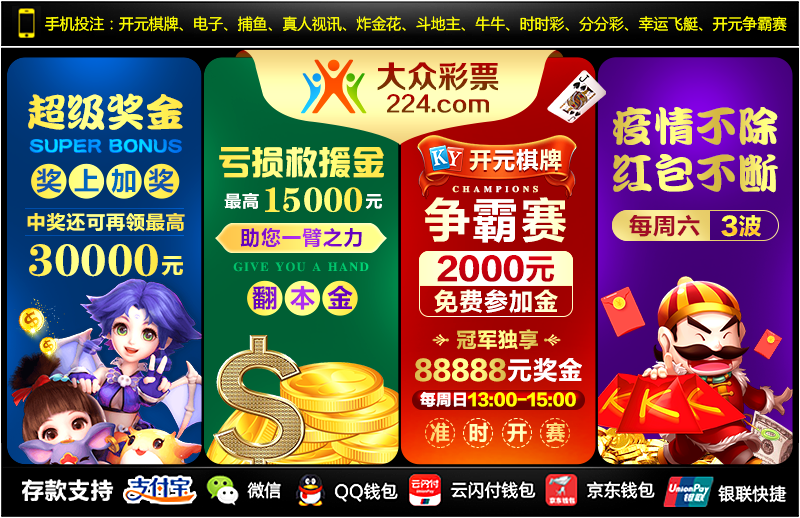 手机投注：开元棋牌、电子、捕鱼、真人视讯、炸金花、斗地主、牛牛、时时彩、分分彩、幸运飞艇、开元争霸赛
大众彩票
224.com
超级奖金
SUPER BONUS
奖上加奖
中奖还可再领最高
30000元
亏损救援金
最高15000元
助您一臂之力
GIVE YOU A HAND
翻本金
KY 开元棋牌
CHAMPIONS
争霸赛
2000元
免费参加金
冠军独享
88888元奖金
每周日13:00-15:00
准时开赛
疫情不除
红包不断
每周六 3波
J
K K K
存款支持 支付宝 微信 QQ钱包 云闪付 云闪付钱包 京东钱包 京东钱包 UnionPay 银联 银联快捷